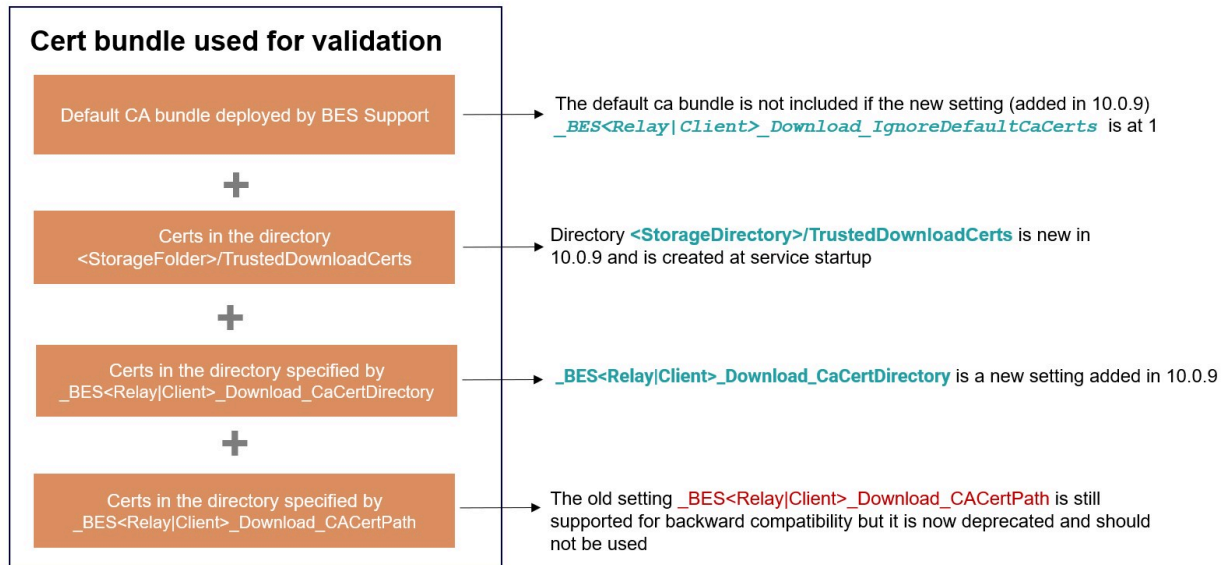 Cert bundle used for validation
Default CA bundle deployed by BES Support
The default ca bundle is not included if the new setting (added in 10.0.9)
_BES<Relay|Client>_Download_IgnoreDefaultCaCerts is at 1
+
Certs in the directory
<StorageFolder>/TrustedDownloadCerts
Directory <StorageDirectory>/TrustedDownloadCerts is new in
10.0.9 and is created at service startup
+
Certs in the directory specified by
_BES<Relay|Client>_Download_CaCertDirectory
_BES<Relay|Client>_Download_CaCertDirectory is a new setting added in 10.0.9
+
Certs in the directory specified by
_BES<Relay|Client>_Download_CACertPath
The old setting _BES<Relay|Client>_Download_CACertPath is still
supported for backward compatibility but it is now deprecated and should
not be used